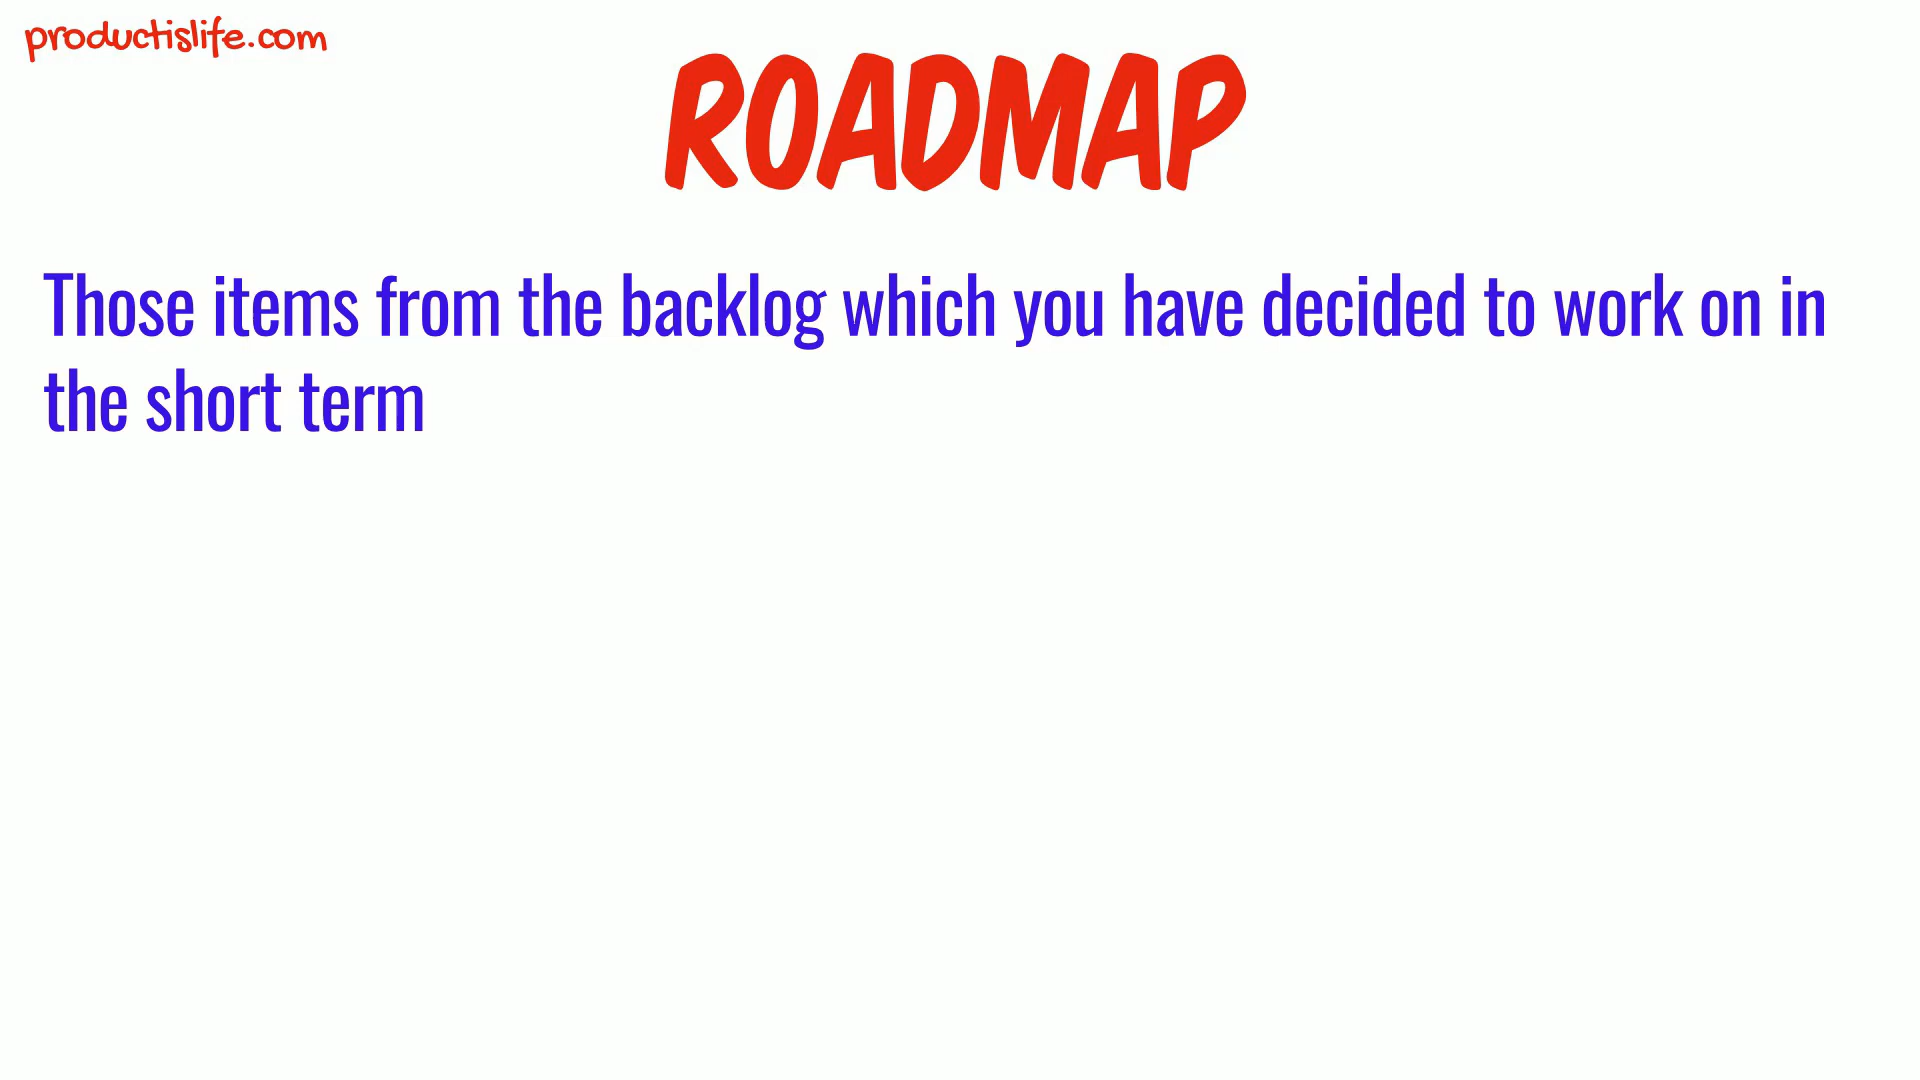 productislife.com
ROADMAP
Those items from the backlog which you have decided to work on in
the short term